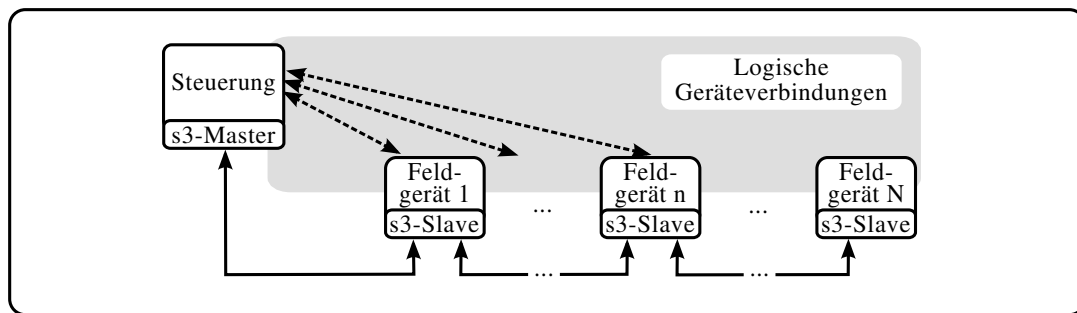 Steuerung
s3-Master
Logische
Geräteverbindungen
Feld-
gerät 1
s3-Slave
...
Feld-
gerät n
s3-Slave
...
Feld-
gerät N
s3-Slave
...
...